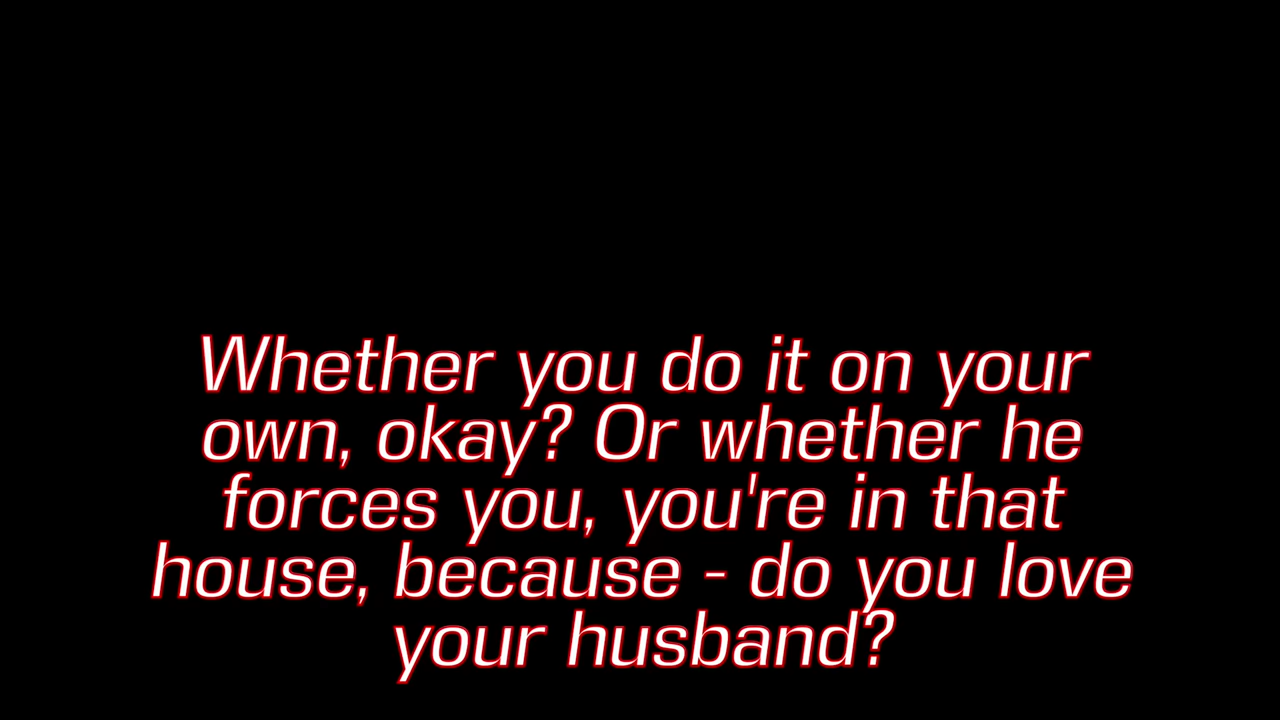 Whether you do it on your
own, okay? Or whether he
forces you, you're in that
house, because - do you love
your husband?